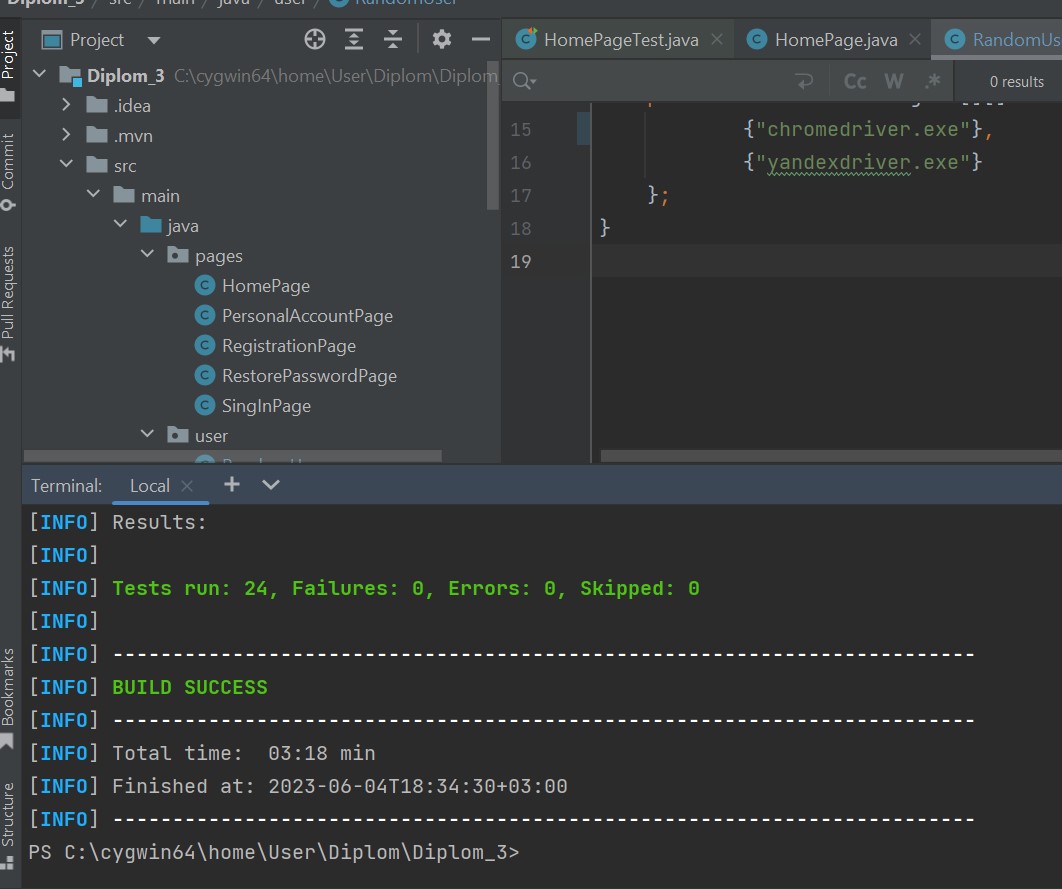 Diplom_3 / src / main / java / user / RandomUser
Project
HomePageTest.java
HomePage.java
RandomUs
Diplom_3 C:\cygwin64\home\User\Diplom\Diplom
Cc W .* 0 results
.idea
.mvn
src
main
java
pages
HomePage
PersonalAccountPage
RegistrationPage
RestorePasswordPage
SingInPage
user
15 {"chromedriver.exe"},
16 {"yandexdriver.exe"}
17 };
18 }
19
Project
Commit
Pull Requests
Bookmarks
Structure
Terminal: Local
[INFO] Results:
[INFO]
[INFO] Tests run: 24, Failures: 0, Errors: 0, Skipped: 0
[INFO]
[INFO] ------------------------------------------------------------------------
[INFO] BUILD SUCCESS
[INFO] ------------------------------------------------------------------------
[INFO] Total time:  03:18 min
[INFO] Finished at: 2023-06-04T18:34:30+03:00
[INFO] ------------------------------------------------------------------------
PS C:\cygwin64\home\User\Diplom\Diplom_3>